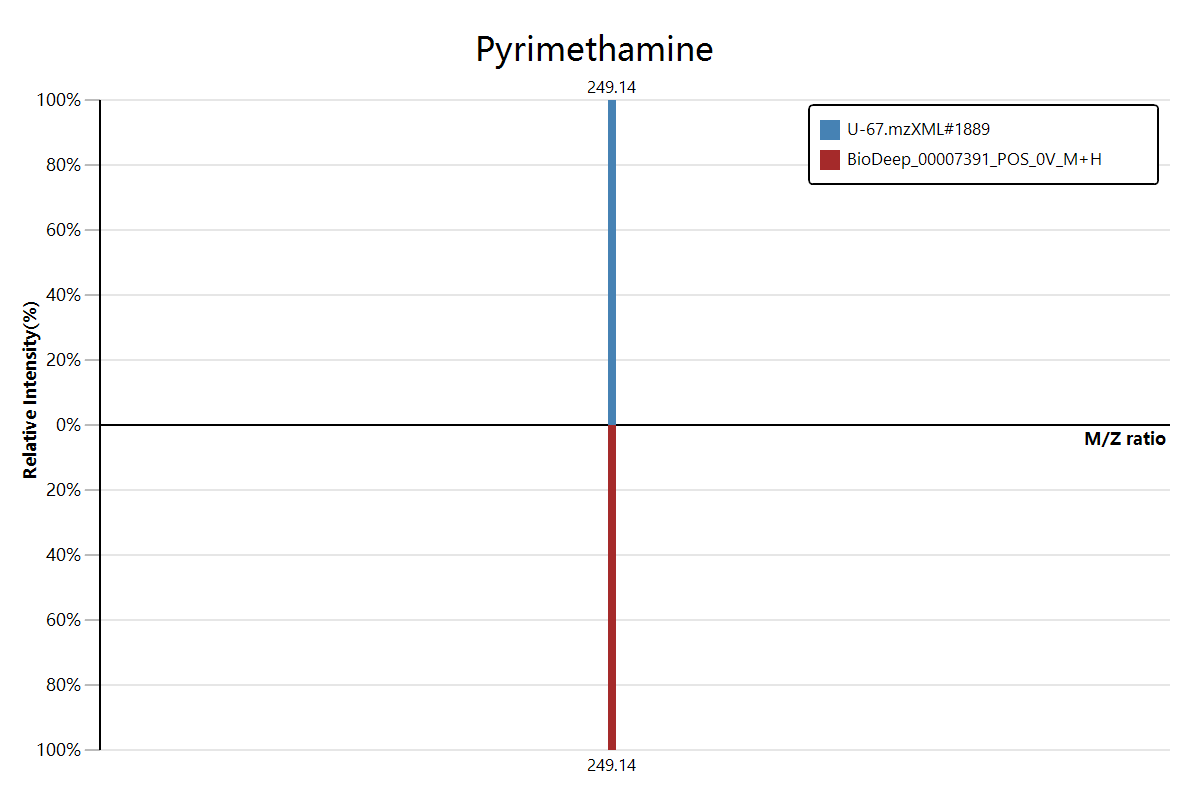 Pyrimethamine
249.14
U-67.mzXML#1889
BioDeep_00007391_POS_0V_M+H
100%
80%
60%
40%
20%
0%
20%
40%
60%
80%
100%
Relative Intensity(%)
M/Z ratio
249.14